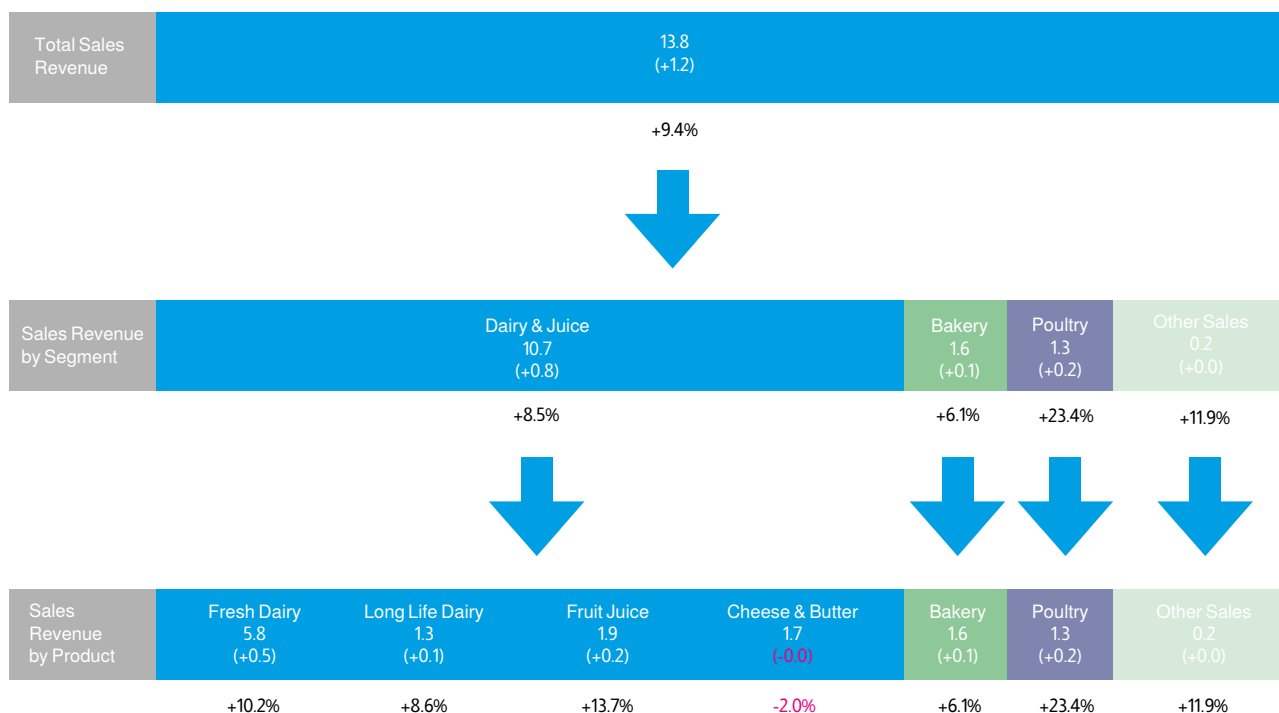 Total Sales
Revenue
13.8
(+1.2)
+9.4%
Sales Revenue
by Segment
Dairy & Juice
10.7
(+0.8)
Bakery
1.6
(+0.1)
Poultry
1.3
(+0.2)
Other Sales
0.2
(+0.0)
+8.5%
+6.1%
+23.4%
+11.9%
Sales
Revenue
by Product
Fresh Dairy
5.8
(+0.5)
Long Life Dairy
1.3
(+0.1)
Fruit Juice
1.9
(+0.2)
Cheese & Butter
1.7
(-0.0)
Bakery
1.6
(+0.1)
Poultry
1.3
(+0.2)
Other Sales
0.2
(+0.0)
+10.2%
+8.6%
+13.7%
-2.0%
+6.1%
+23.4%
+11.9%